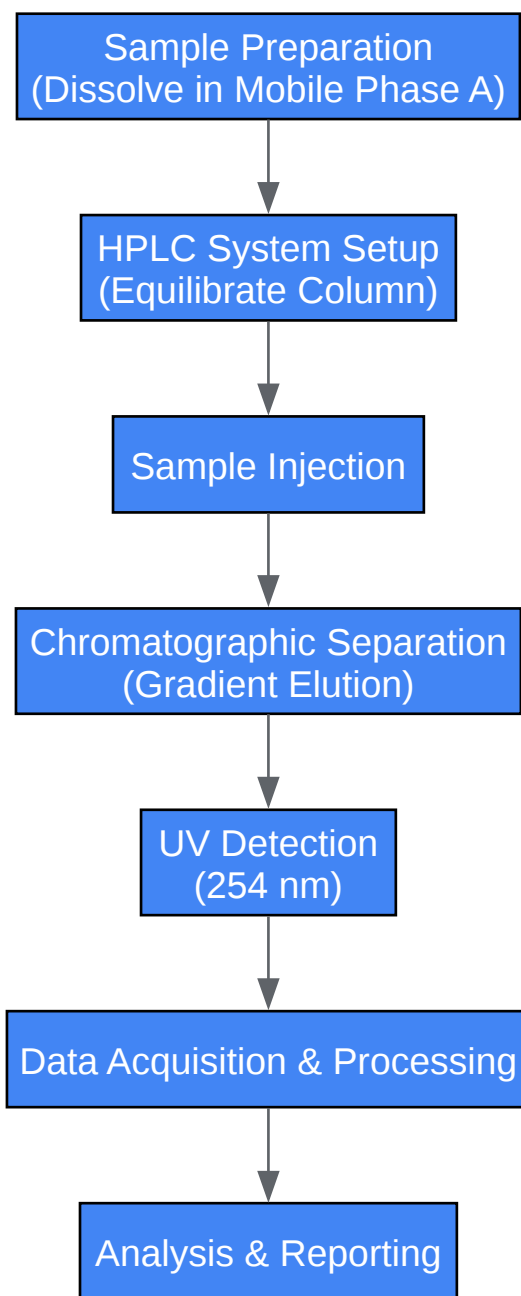 Sample Preparation
(Dissolve in Mobile Phase A)
HPLC System Setup
(Equilibrate Column)
Sample Injection
Chromatographic Separation
(Gradient Elution)
UV Detection
(254 nm)
Data Acquisition & Processing
Analysis & Reporting